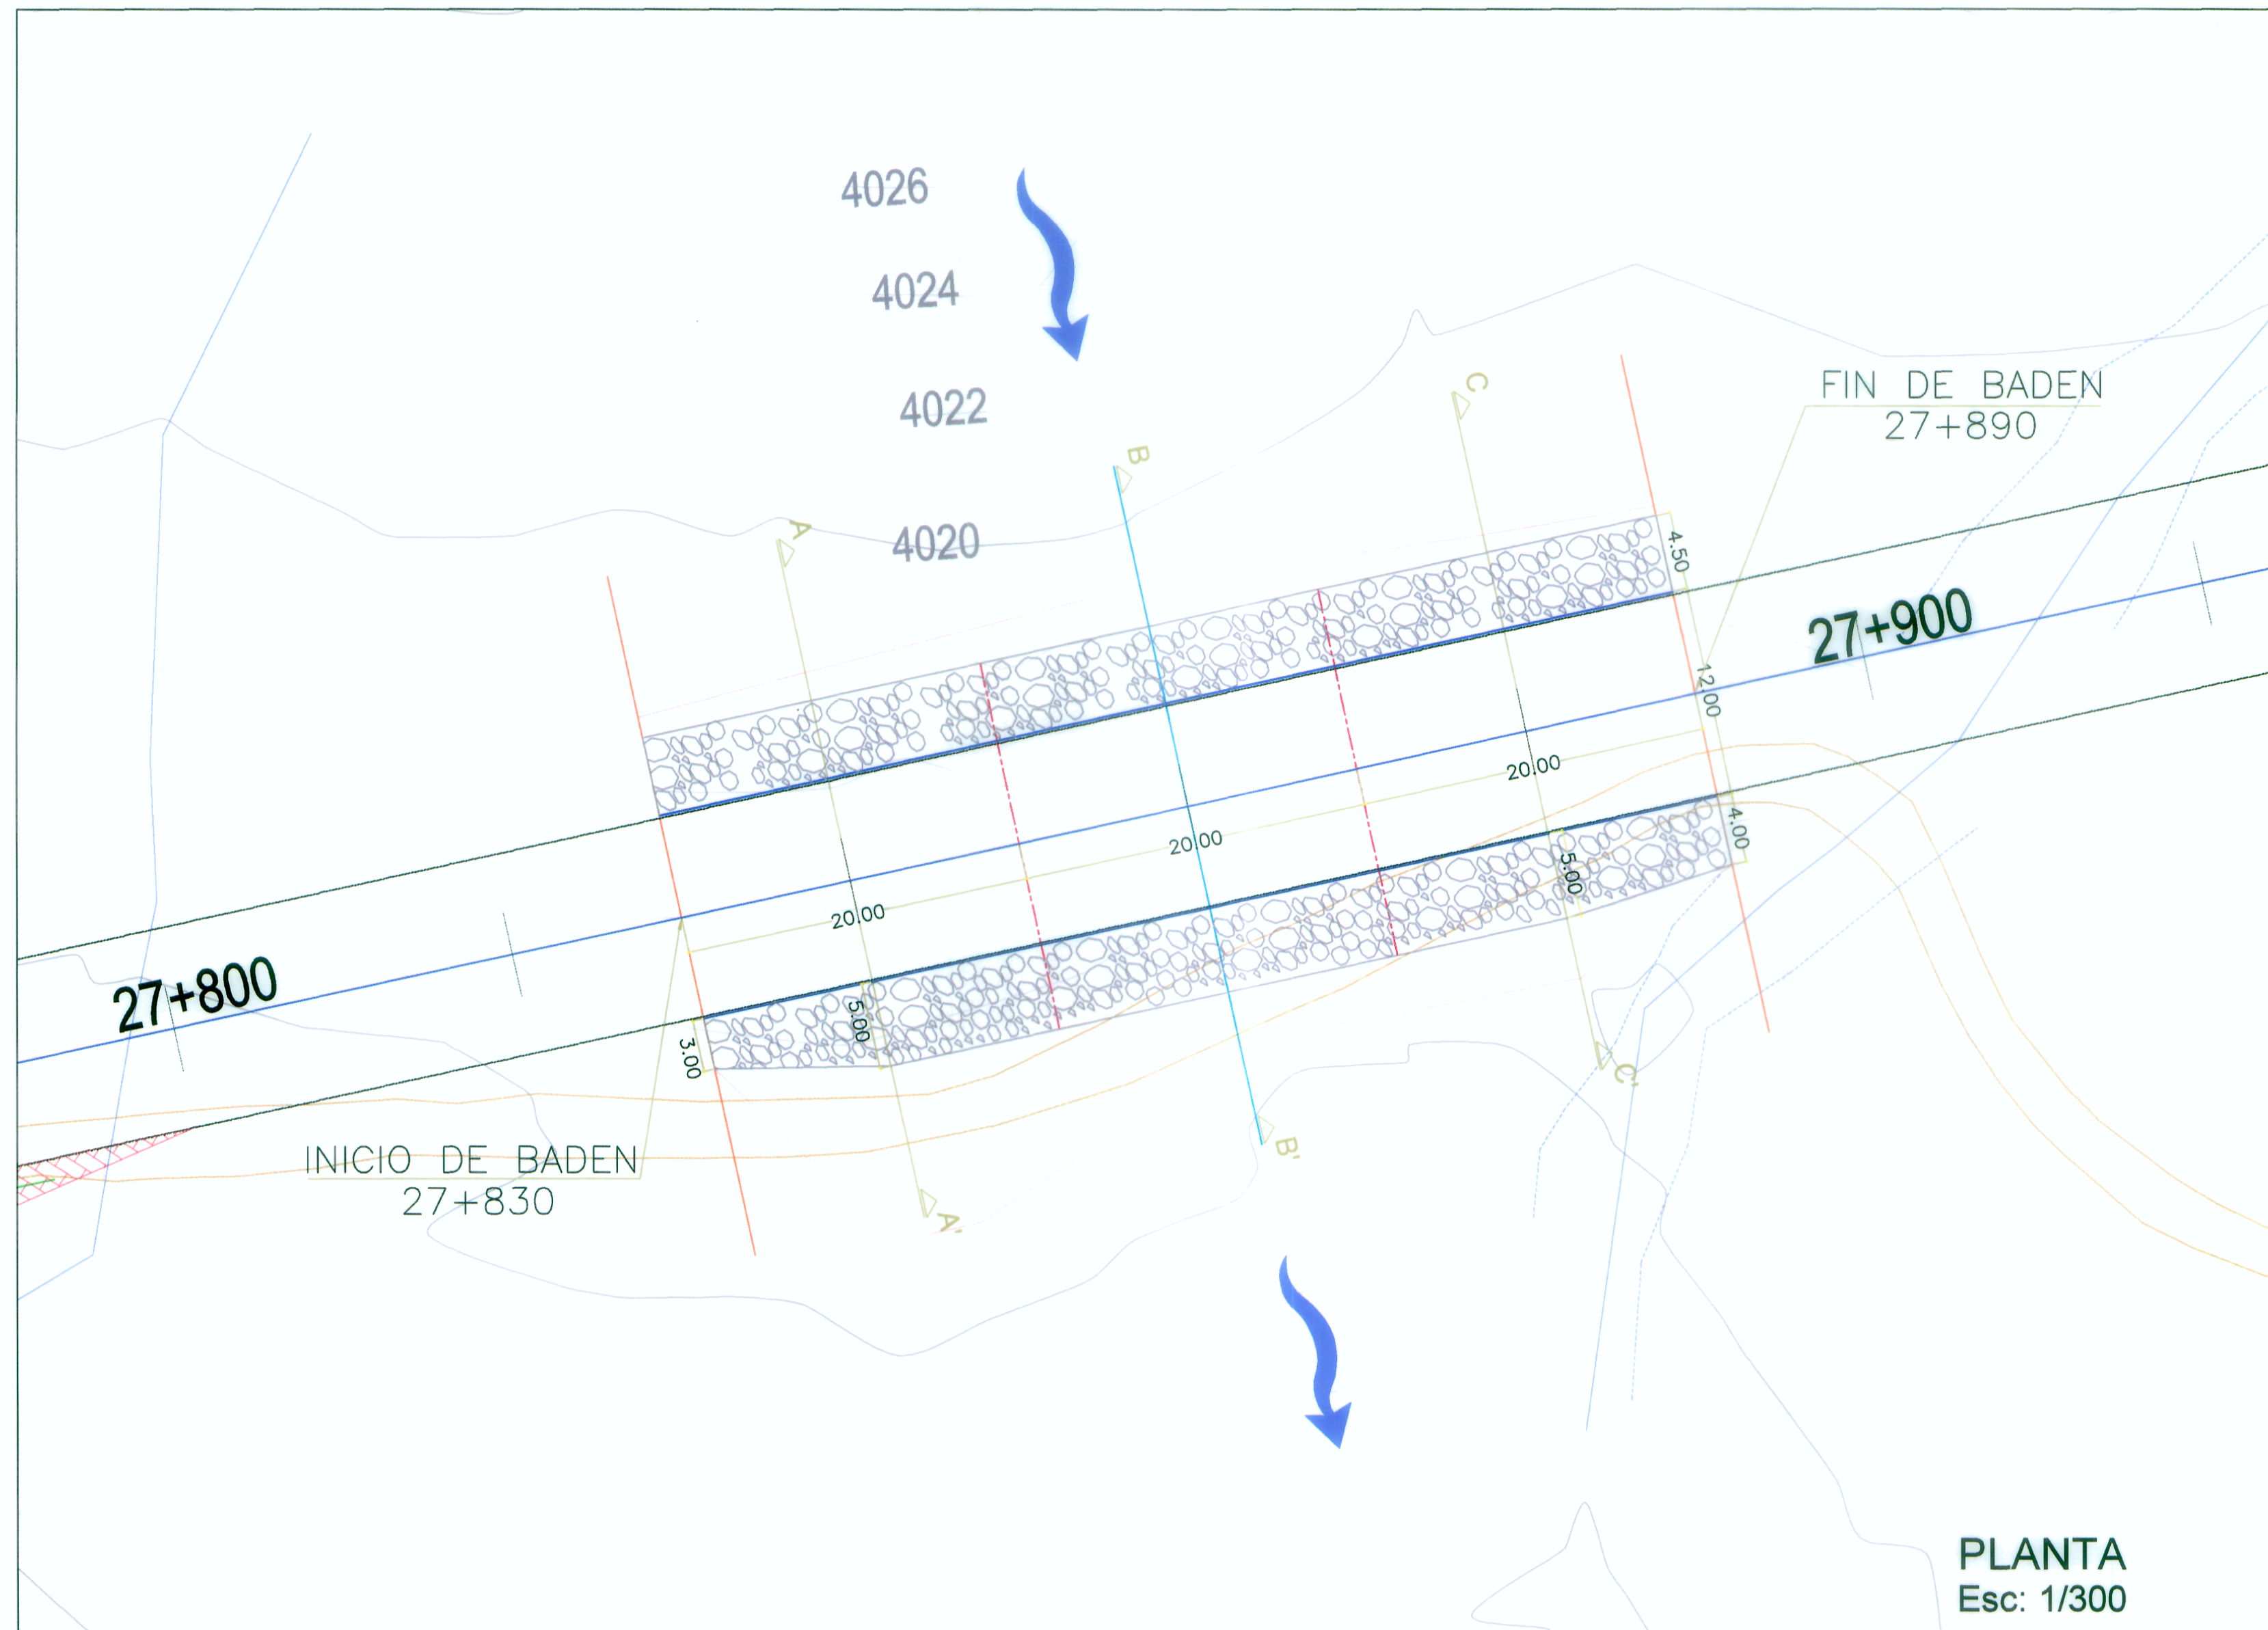 4026
4024
4022
4020
A
B
C
FIN DE BADEN
27+890
4.50
27+900
12.00
20.00
20.00
20.00
4.00
5.00
5.00
3.00
27+800
INICIO DE BADEN
27+830
A'
B'
C'
PLANTA
Esc: 1/300